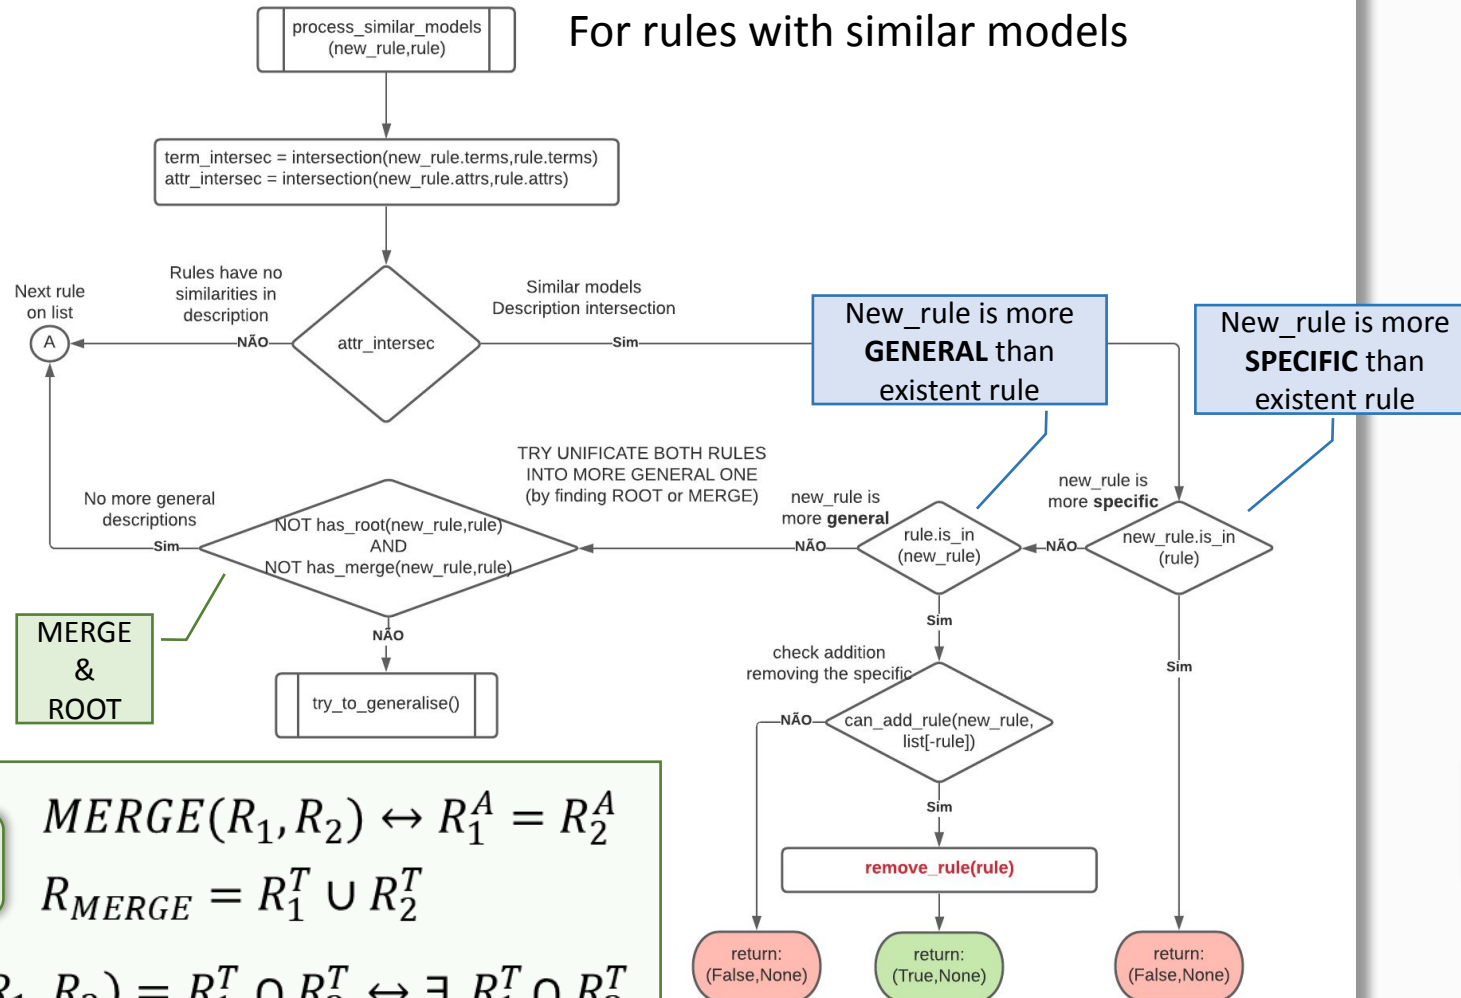 process_similar_models
(new_rule,rule)
For rules with similar models
term_intersec = intersection(new_rule.terms,rule.terms)
attr_intersec = intersection(new_rule.attrs,rule.attrs)
Next rule
on list
A
Rules have no
similarities in
description
NÃO
attr_intersec
Similar models
Description intersection
Sim
New_rule is more
GENERAL than
existent rule
New_rule is more
SPECIFIC than
existent rule
TRY UNIFICATE BOTH RULES
INTO MORE GENERAL ONE
(by finding ROOT or MERGE)
No more general
descriptions
Sim
NOT has_root(new_rule,rule)
AND
NOT has_merge(new_rule,rule)
NÃO
new_rule is
more general
NÃO
rule.is_in
(new_rule)
NÃO
new_rule is
more specific
new_rule.is_in
(rule)
MERGE
&
ROOT
try_to_generalise()
Sim
check addition
removing the specific
NÃO
can_add_rule(new_rule,
list[-rule])
Sim
Sim
remove_rule(rule)
return:
(False,None)
return:
(True,None)
return:
(False,None)
MERGE(R₁, R₂) ↔ R₁ᴬ = R₂ᴬ
R_MERGE = R₁ᵀ ∪ R₂ᵀ
R₂) = R₁ᵀ ∩ R₂ᵀ ↔ ∃ R₁ᵀ ∩ R₂ᵀ